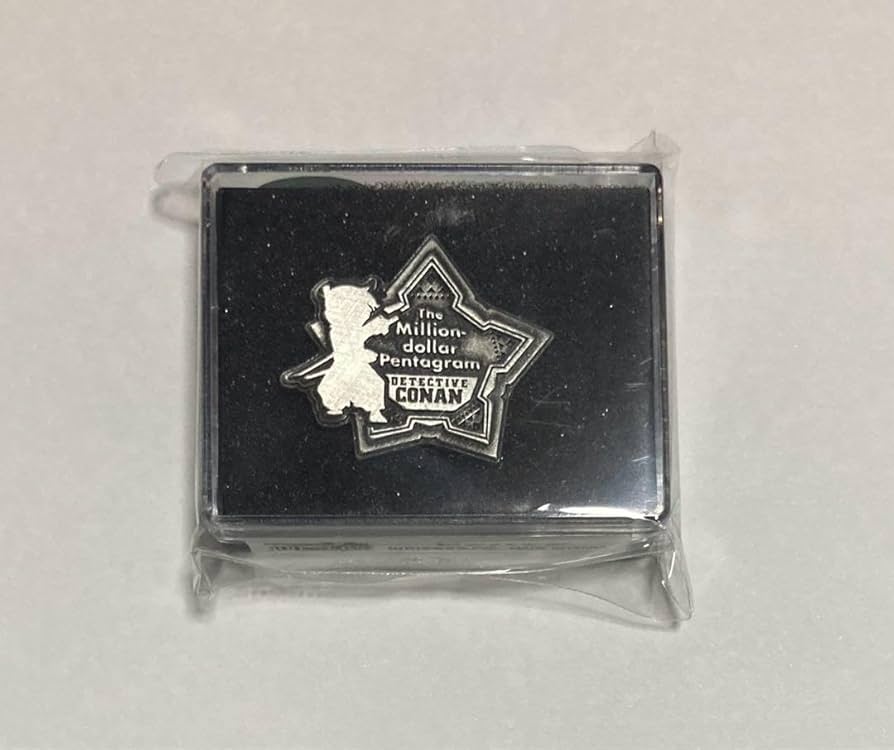 The
Million-
dollar
Pentagram
DETECTIVE
CONAN